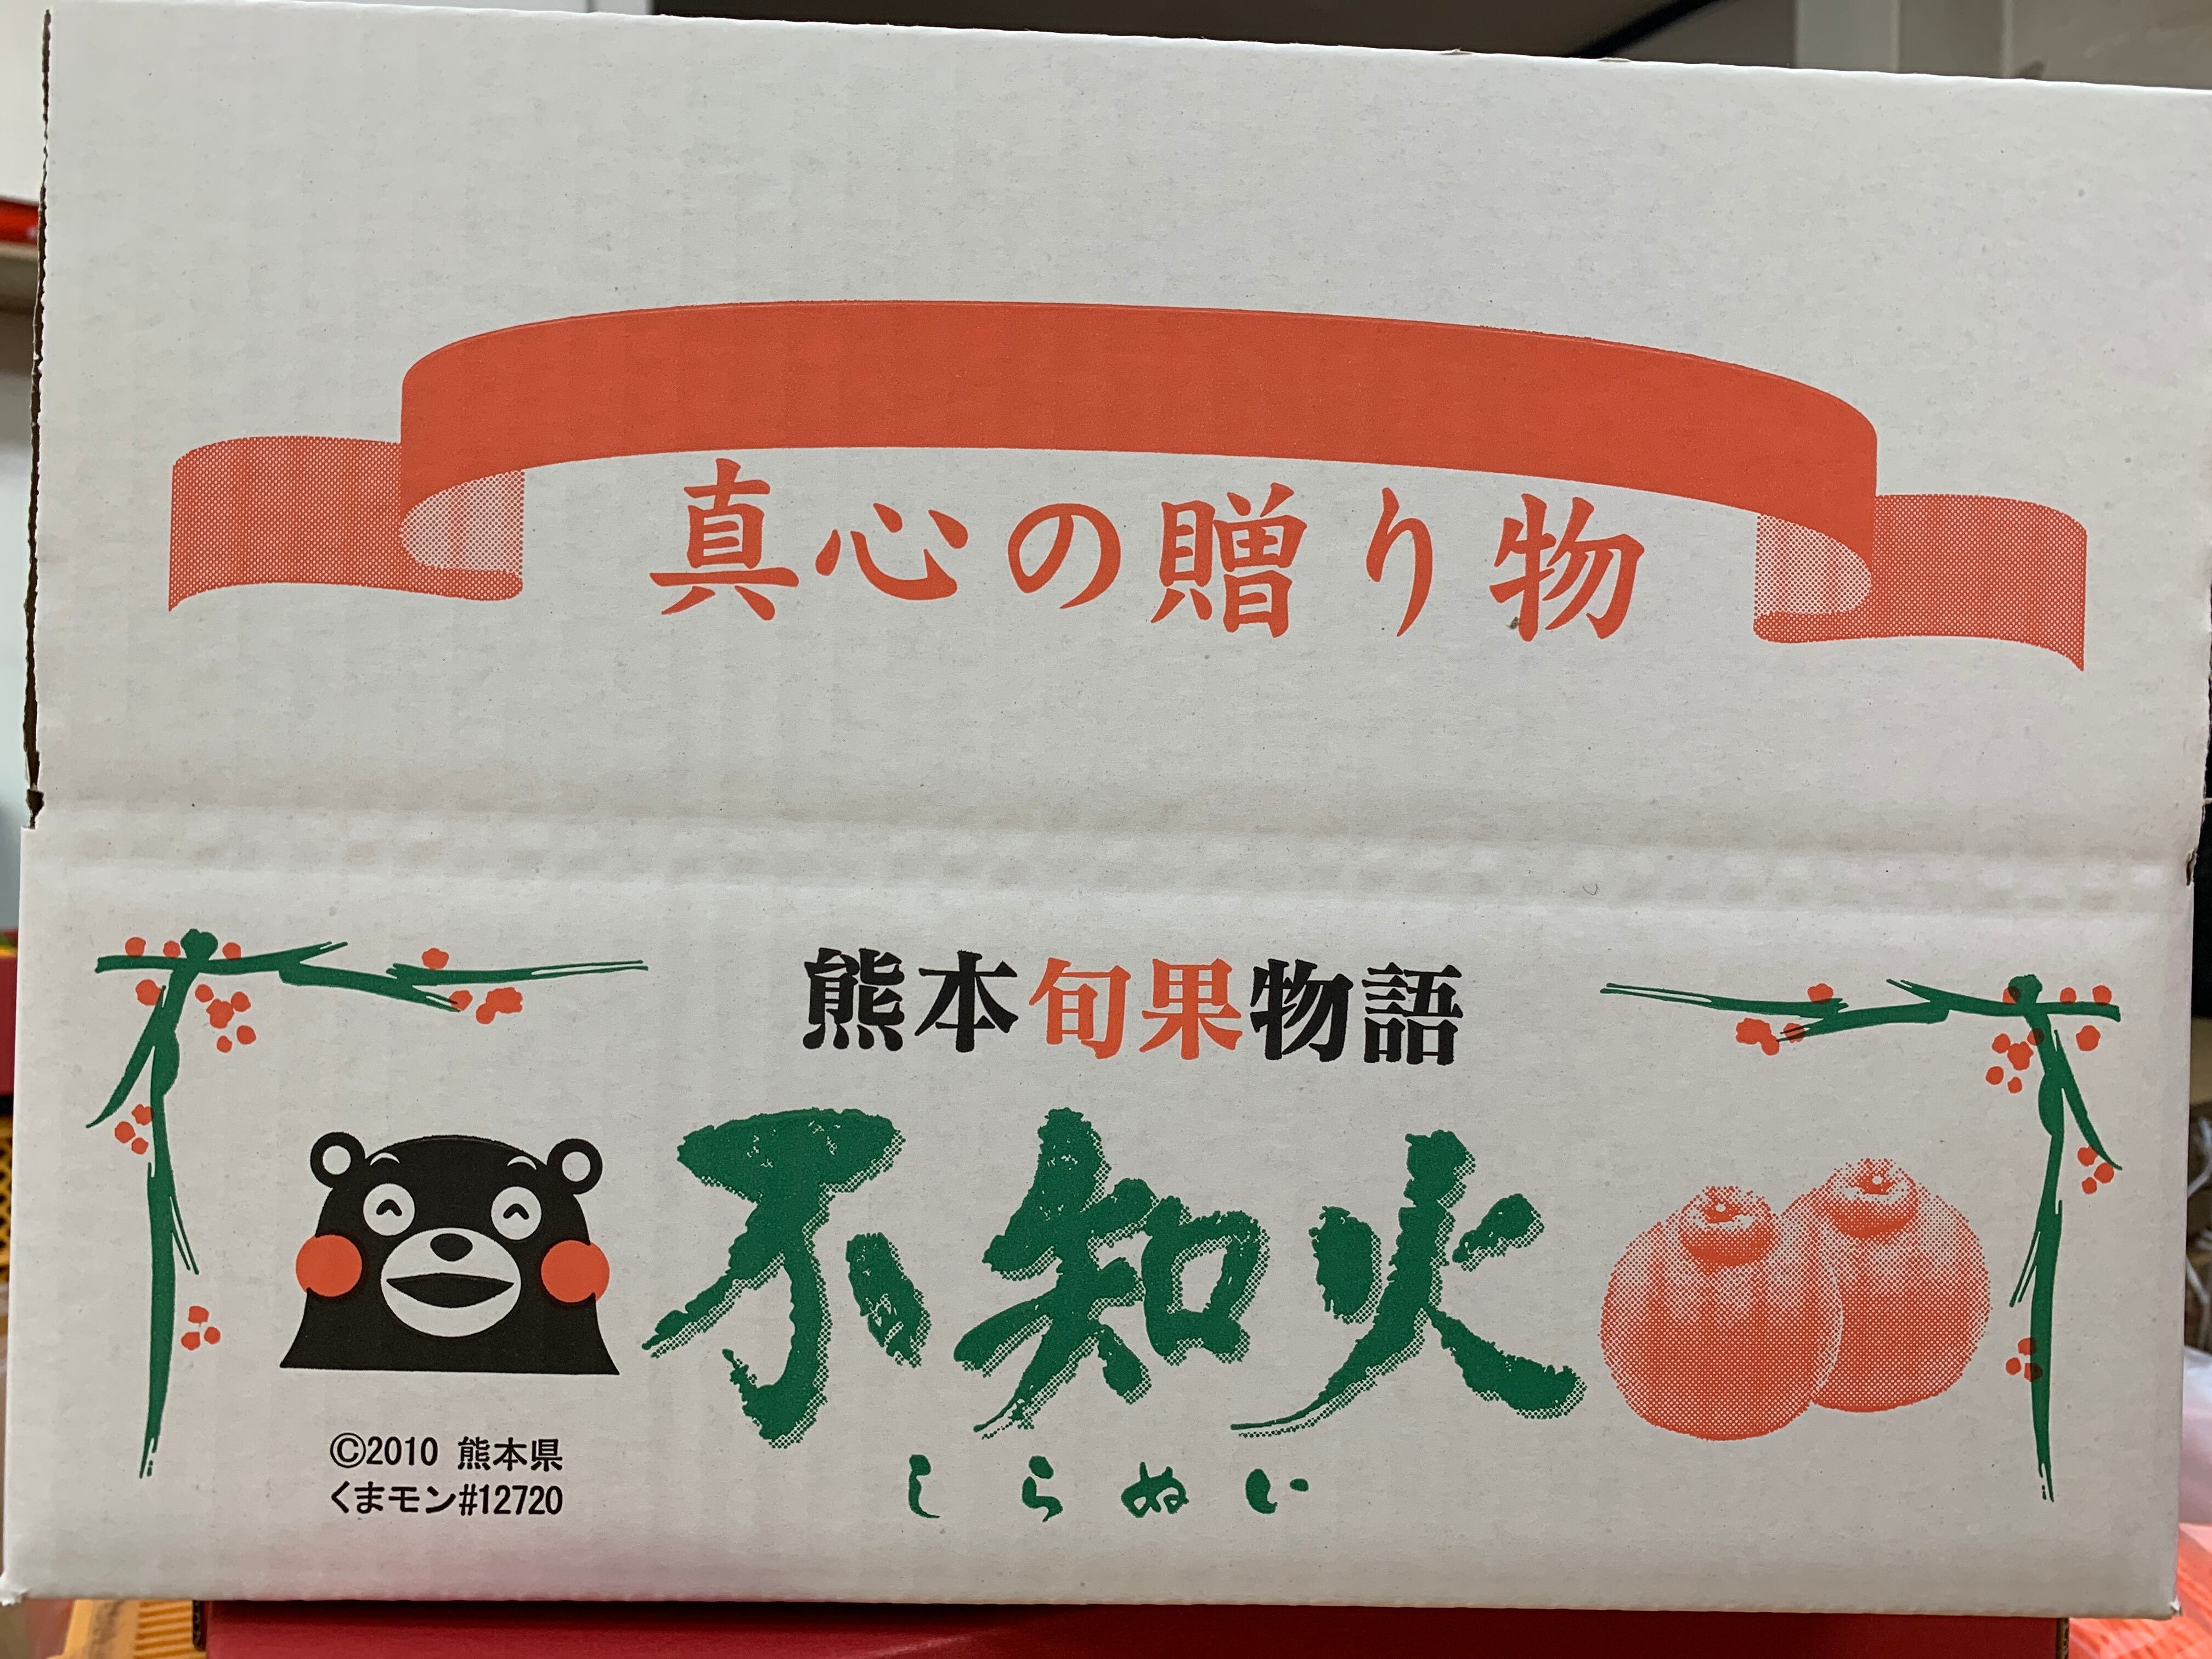 真心の贈り物
熊本旬果物語
不知火
しらぬい
©2010 熊本県
くまモン#12720